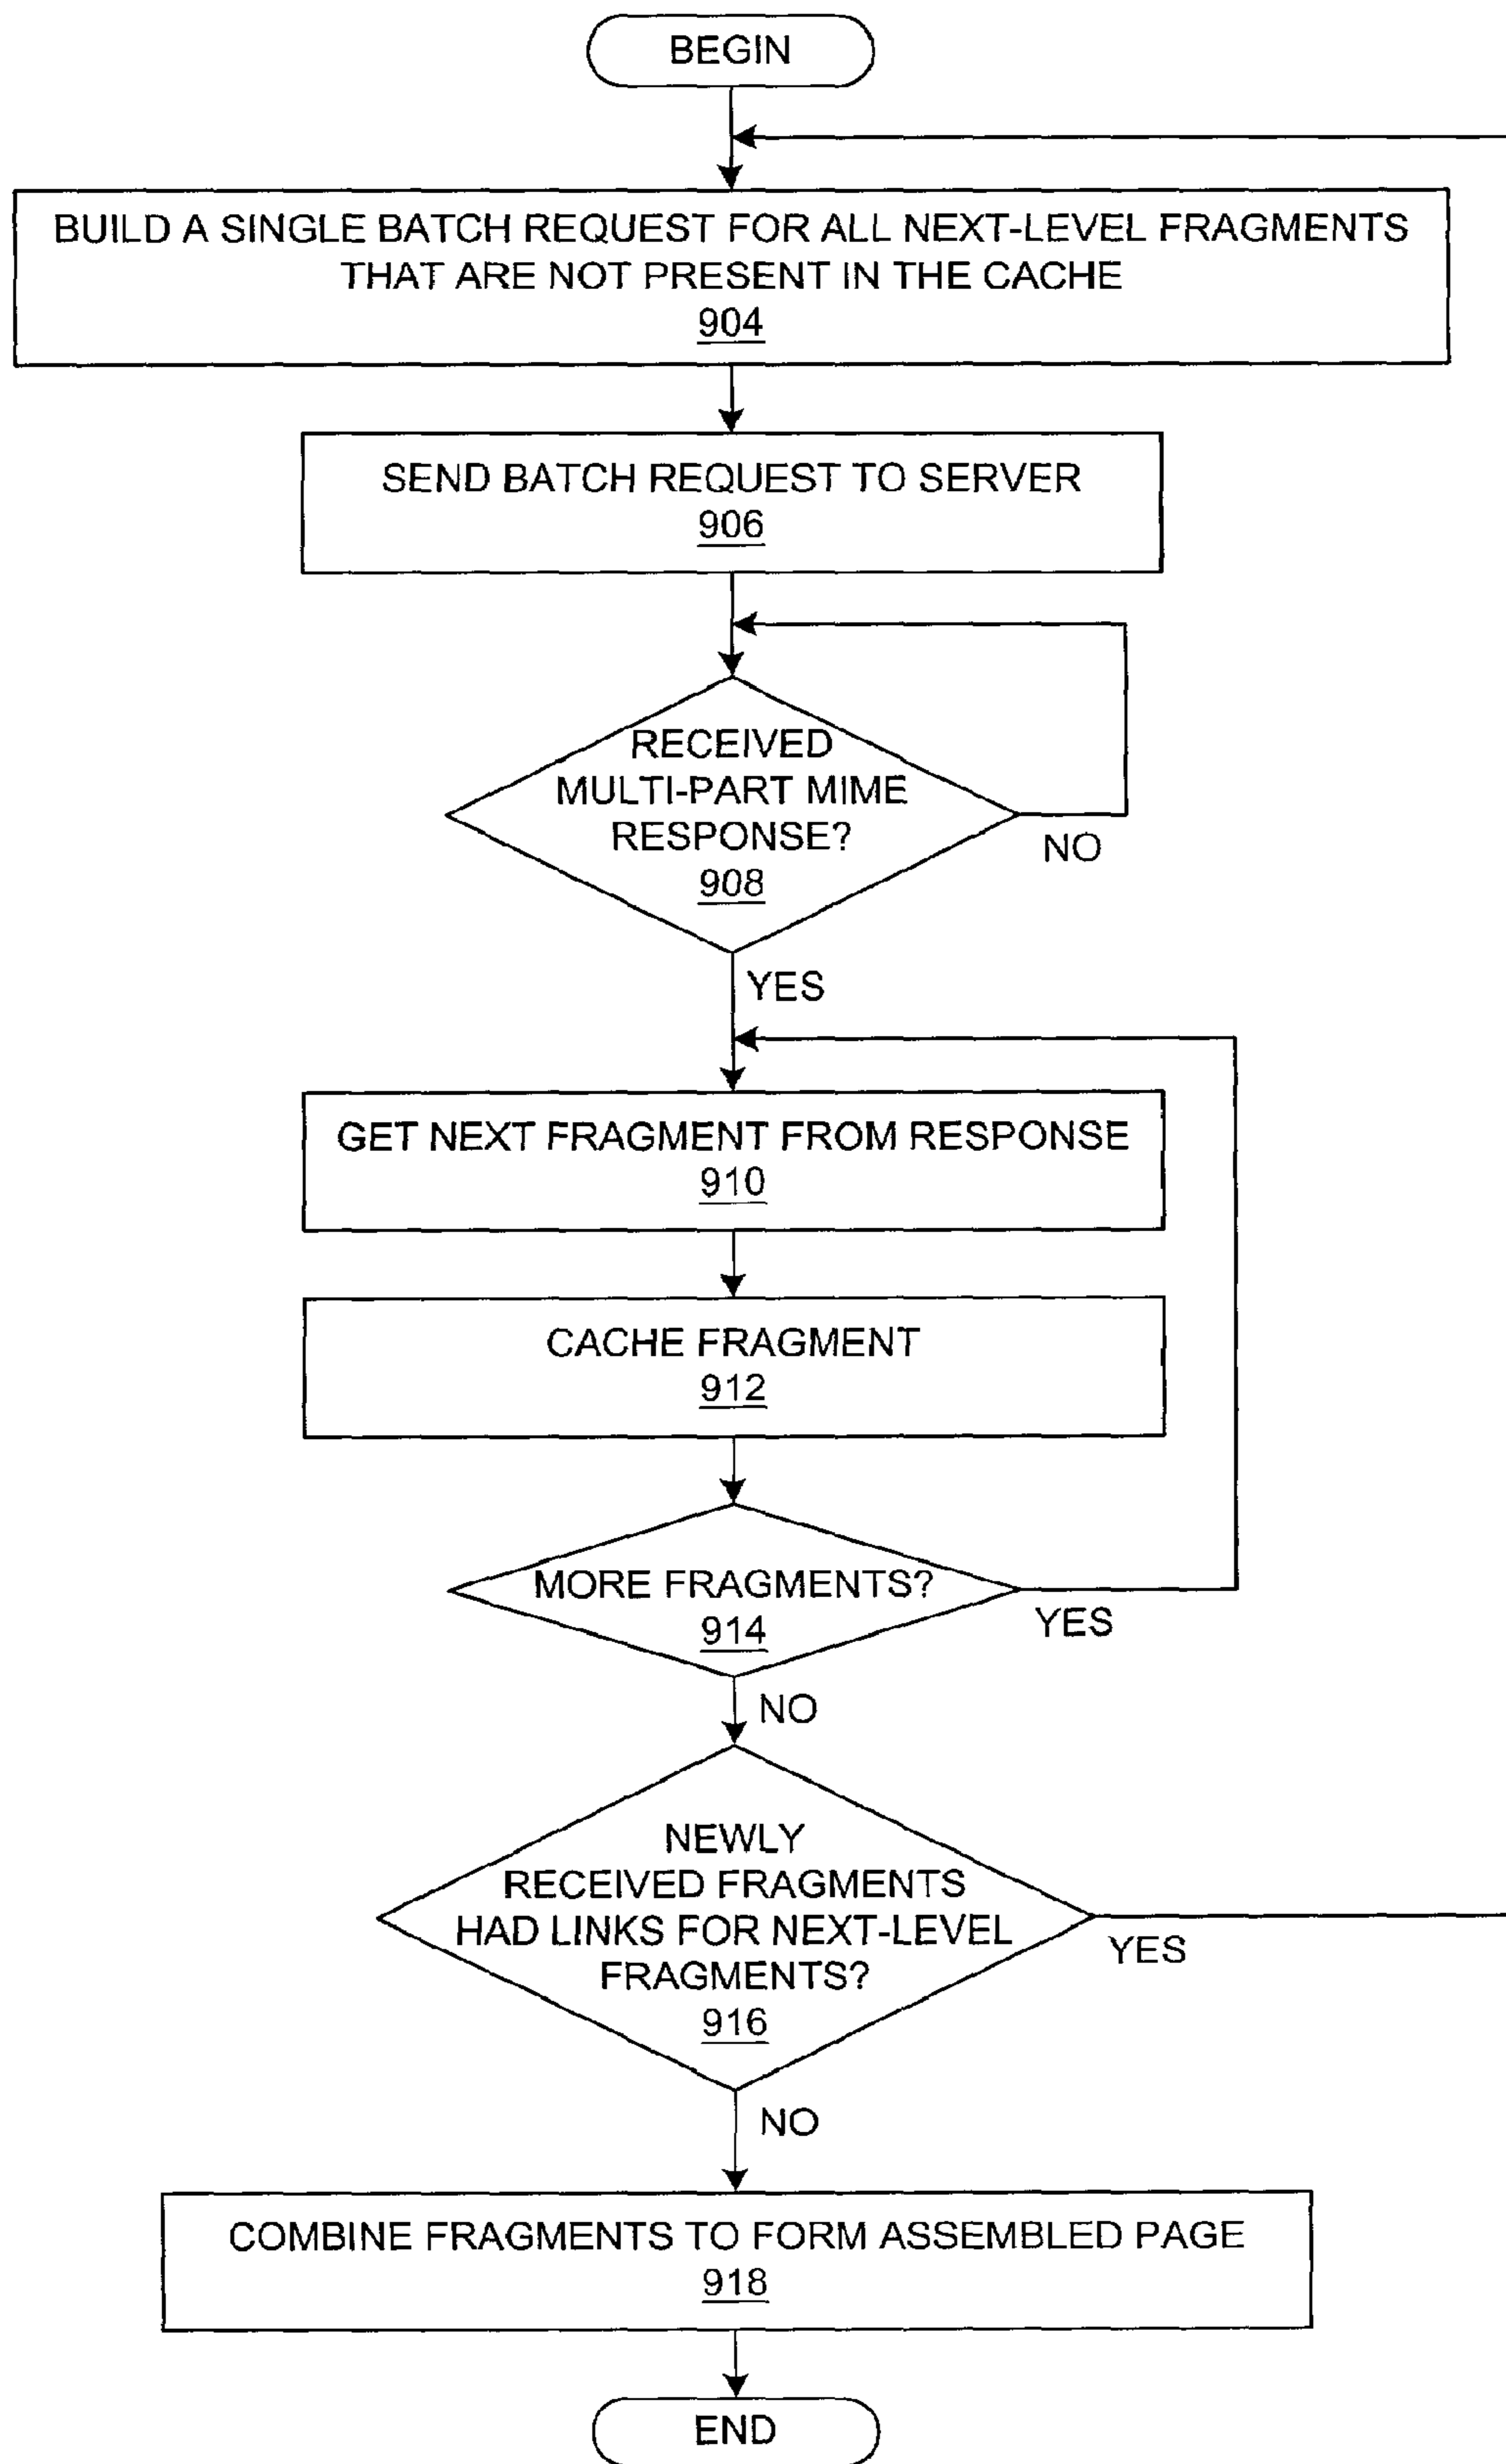 BEGIN
BUILD A SINGLE BATCH REQUEST FOR ALL NEXT-LEVEL FRAGMENTS
THAT ARE NOT PRESENT IN THE CACHE
904
SEND BATCH REQUEST TO SERVER
906
RECEIVED
MULTI-PART MIME
RESPONSE?
908
NO
YES
GET NEXT FRAGMENT FROM RESPONSE
910
CACHE FRAGMENT
912
MORE FRAGMENTS?
914
YES
NO
NEWLY
RECEIVED FRAGMENTS
HAD LINKS FOR NEXT-LEVEL
FRAGMENTS?
916
YES
NO
COMBINE FRAGMENTS TO FORM ASSEMBLED PAGE
918
END